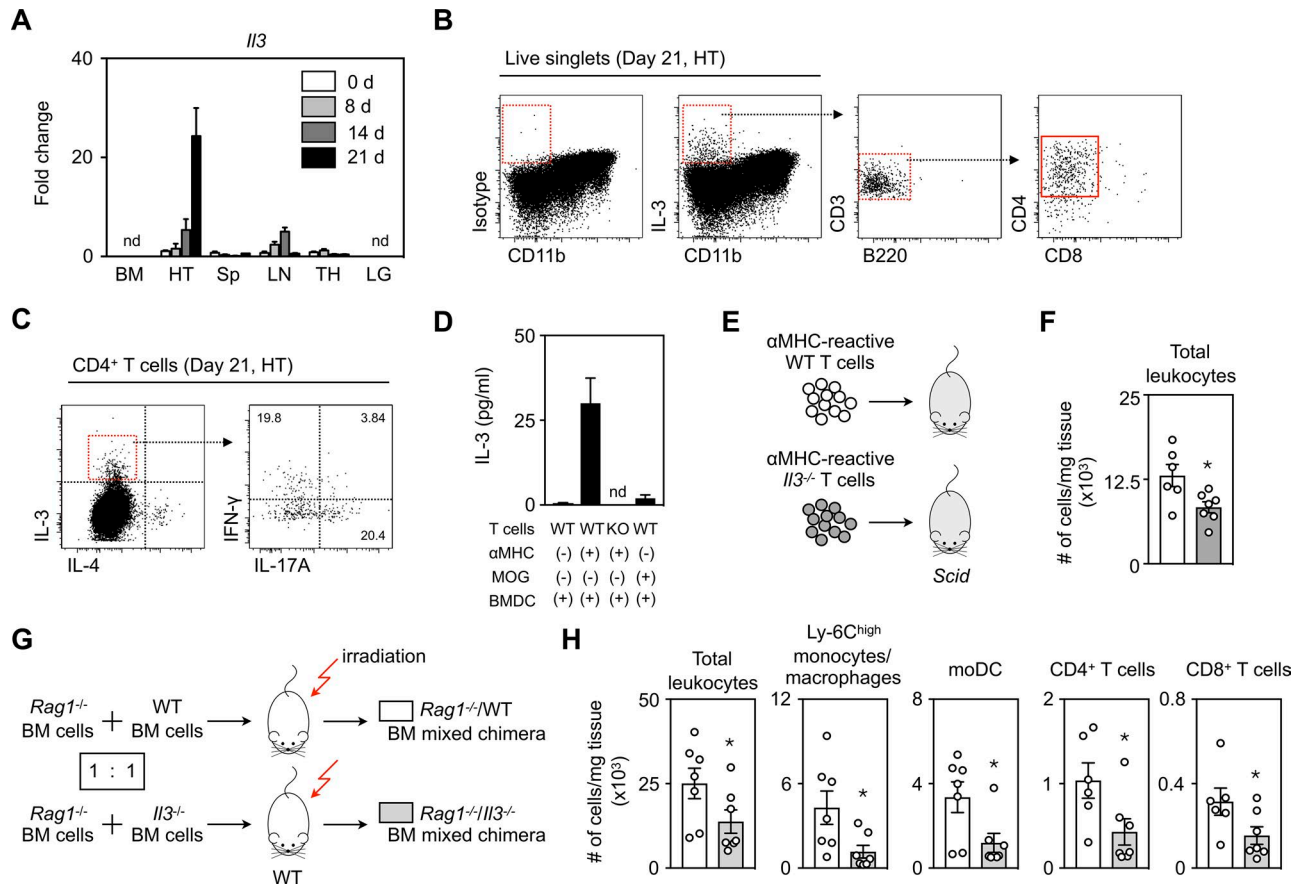 A
Il3
Fold change
40
20
0
0 d
8 d
14 d
21 d
nd
nd
BM HT Sp LN TH LG
B
Live singlets (Day 21, HT)
Isotype
CD11b
IL-3
CD11b
CD3
B220
CD4
CD8
C
CD4+ T cells (Day 21, HT)
IL-3
IL-4
IFN-γ
19.8 3.84
20.4
IL-17A
D
IL-3 (pg/ml)
50
25
0
nd
T cells WT WT KO WT
αMHC (-) (+) (+) (-)
MOG (-) (-) (-) (+)
BMDC (+) (+) (+) (+)
E
αMHC-reactive
WT T cells
αMHC-reactive
Il3-/- T cells
Scid
F
Total
leukocytes
# of cells/mg tissue
(x10³)
25
12.5
0
*
G
irradiation
Rag1-/-
BM cells
+
WT
BM cells
Rag1-/-/WT
BM mixed chimera
1 : 1
Rag1-/-
BM cells
+
Il3-/-
BM cells
Rag1-/-/Il3-/-
BM mixed chimera
WT
H
# of cells/mg tissue
(x10³)
Total
leukocytes
50
25
0
*
Ly-6Chigh
monocytes/
macrophages
12
6
0
*
moDC
8
4
0
*
CD4+ T cells
2
1
0
*
CD8+ T cells
0.8
0.4
0
*